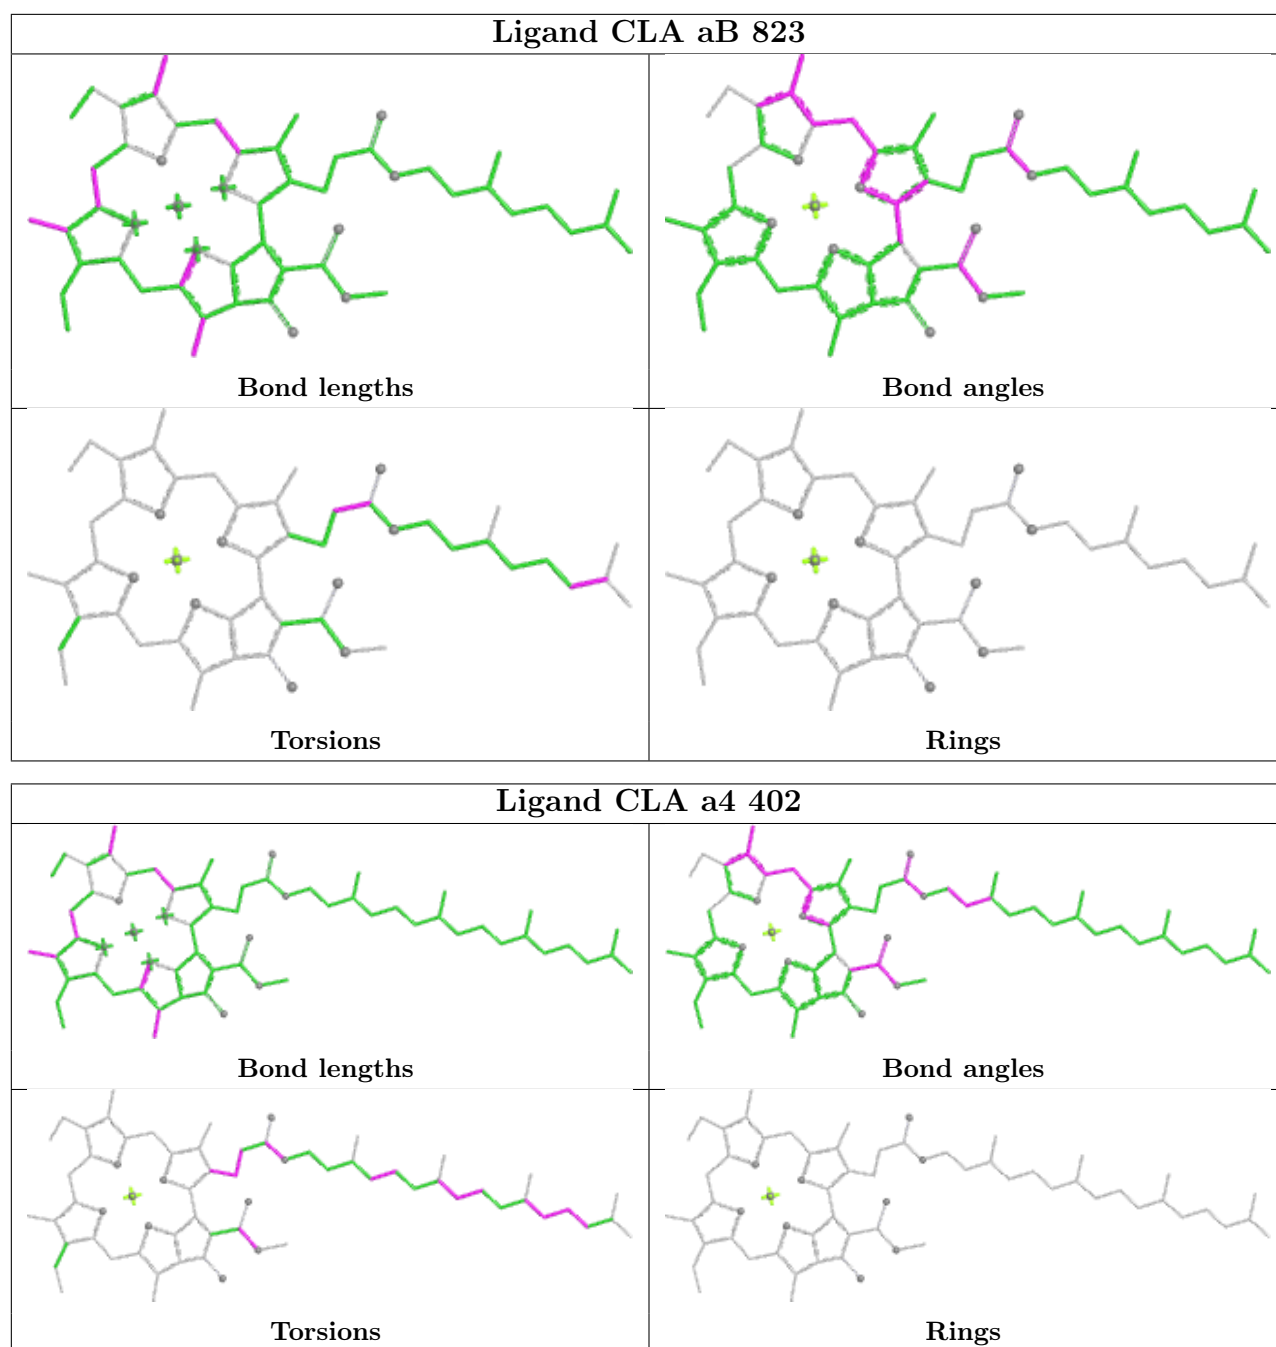 Ligand CLA aB 823
Bond lengths
Bond angles
Torsions
Rings
Ligand CLA a4 402
Bond lengths
Bond angles
Torsions
Rings